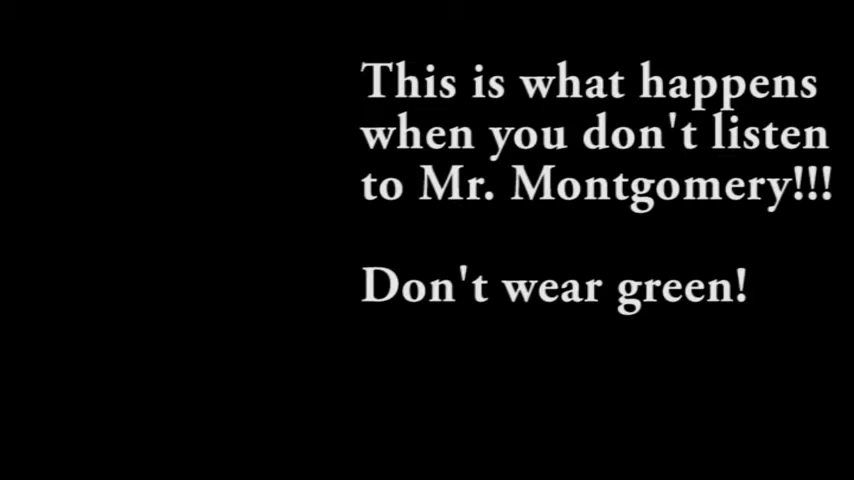 This is what happens
when you don't listen
to Mr. Montgomery!!!
Don't wear green!